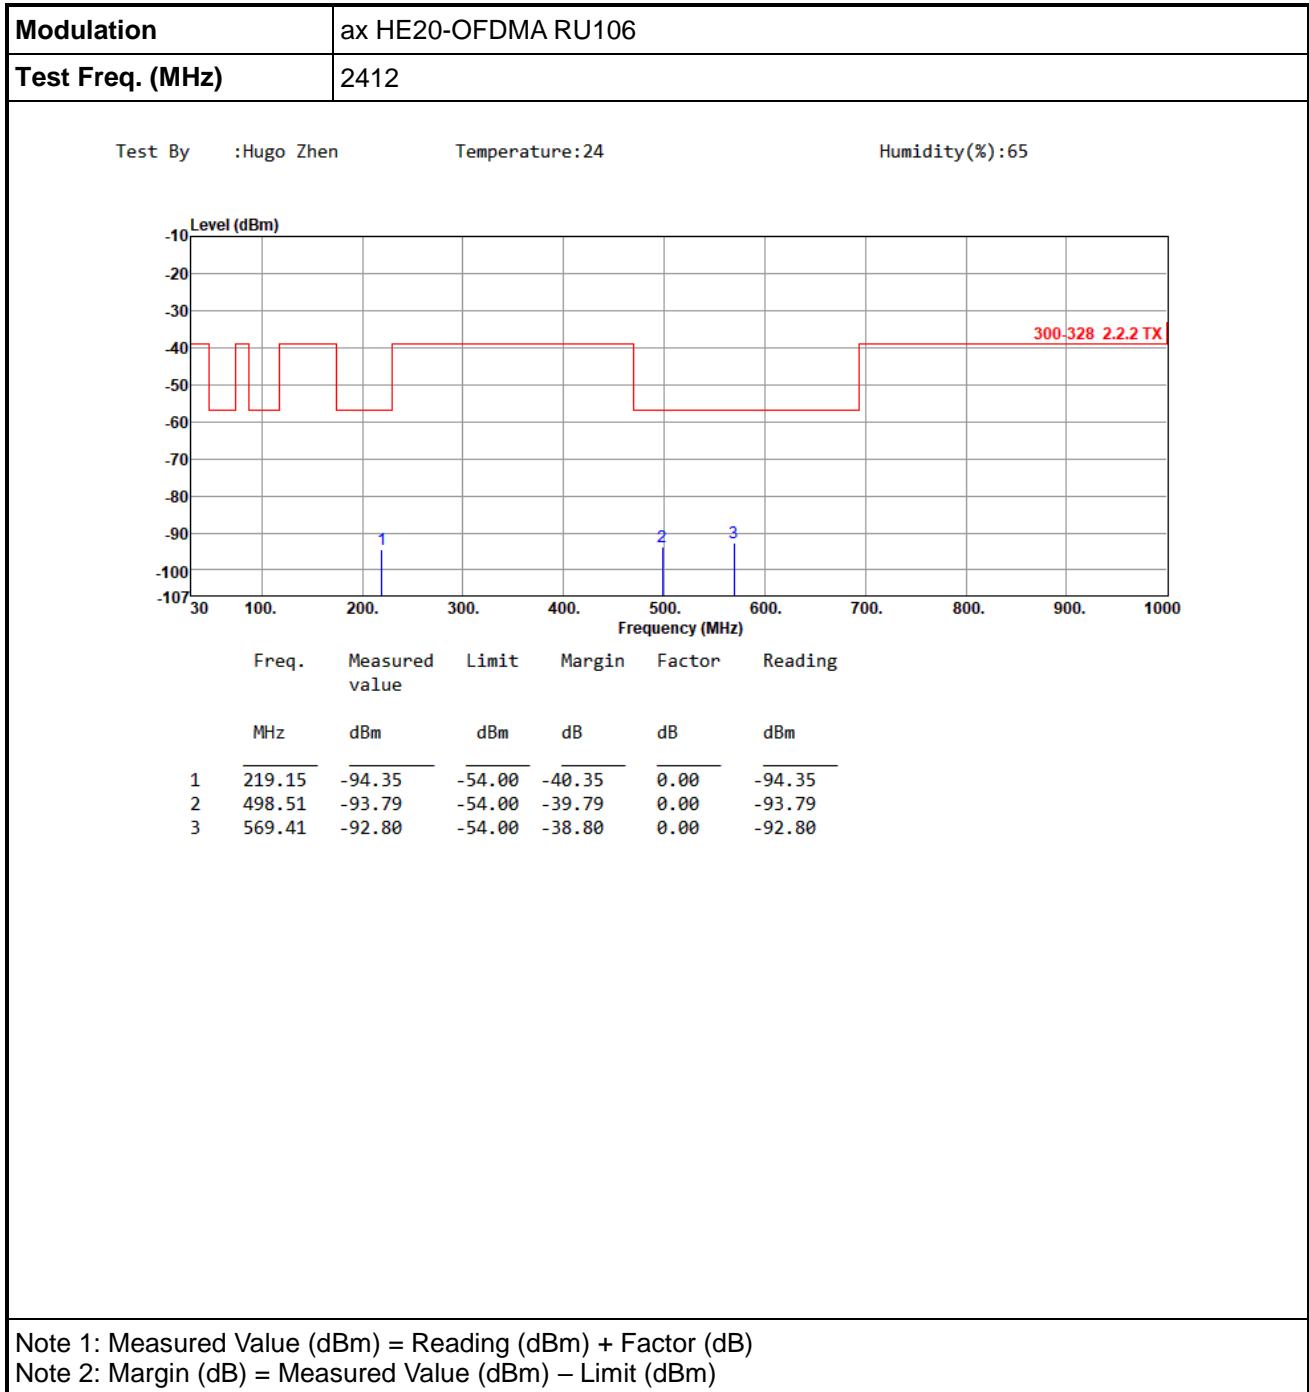 Modulation ax HE20-OFDMA RU106
Test Freq. (MHz) 2412
Test By :Hugo Zhen Temperature:24 Humidity(%):65
Level (dBm)
-10
-20
-30
300-328 2.2.2 TX
-40
-50
-60
-70
-80
-90
1 2 3
-100
-107
30 100. 200. 300. 400. 500. 600. 700. 800. 900. 1000
Frequency (MHz)
Freq. Measured Limit Margin Factor Reading
value
MHz dBm dBm dB dB dBm
1 219.15 -94.35 -54.00 -40.35 0.00 -94.35
2 498.51 -93.79 -54.00 -39.79 0.00 -93.79
3 569.41 -92.80 -54.00 -38.80 0.00 -92.80
Note 1: Measured Value (dBm) = Reading (dBm) + Factor (dB)
Note 2: Margin (dB) = Measured Value (dBm) – Limit (dBm)